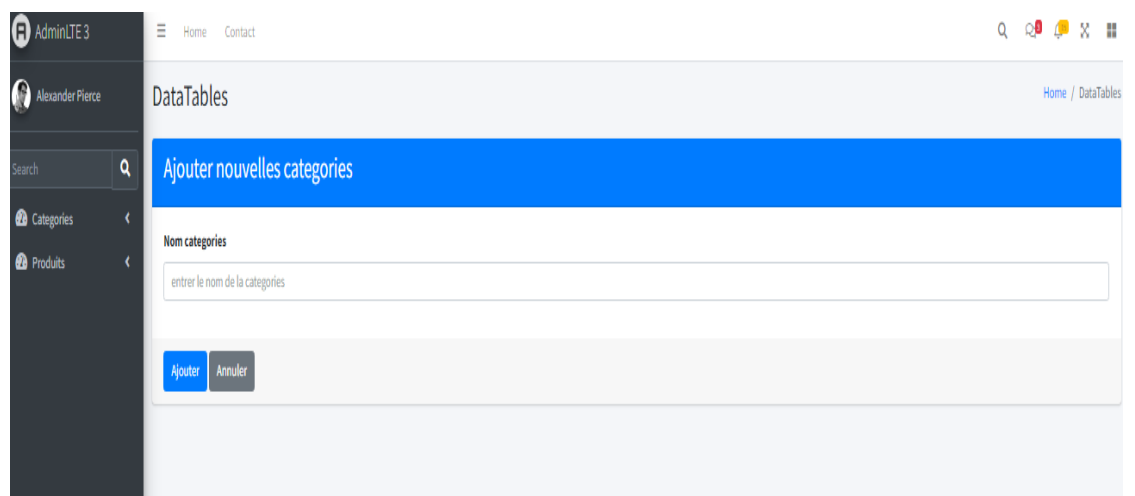 AdminLTE 3
Home Contact
Alexander Pierce
DataTables
Home / DataTables
Search
Categories
Produits
Ajouter nouvelles categories
Nom categories
entrer le nom de la categories
Ajouter Annuler